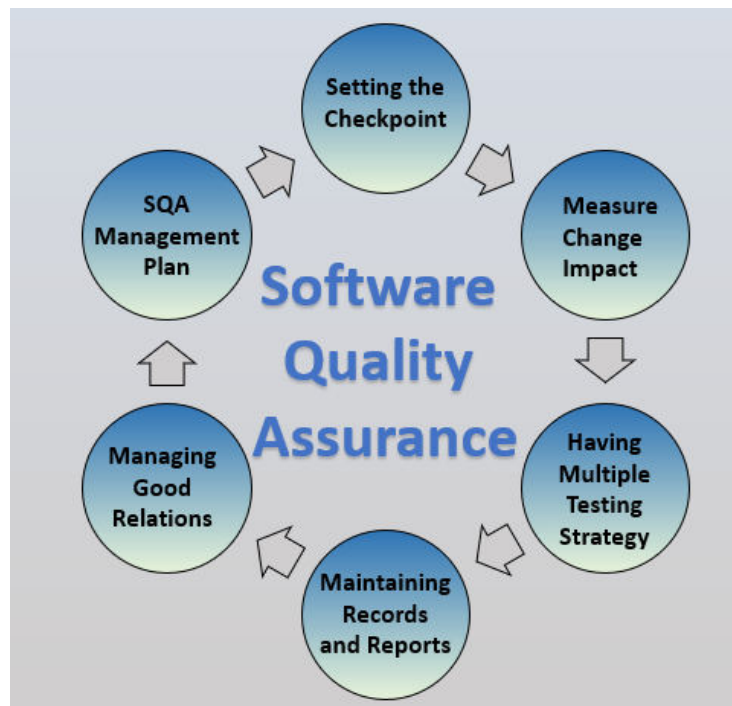 Setting the
Checkpoint
Measure
Change
Impact
Having
Multiple
Testing
Strategy
Maintaining
Records
and Reports
Managing
Good
Relations
SQA
Management
Plan
Software
Quality
Assurance